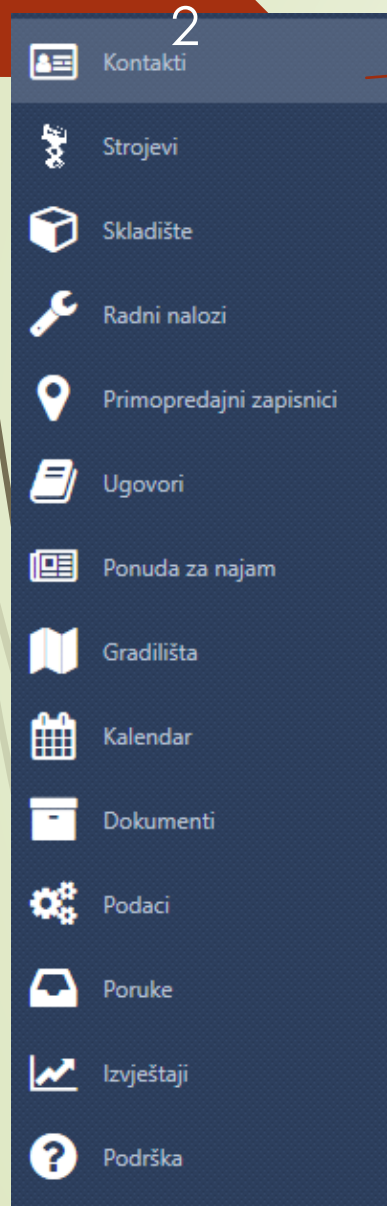 2
Kontakti
Strojevi
Skladište
Radni nalozi
Primopredajni zapisnici
Ugovori
Ponuda za najam
Gradilišta
Kalendar
Dokumenti
Podaci
Poruke
Izvještaji
Podrška